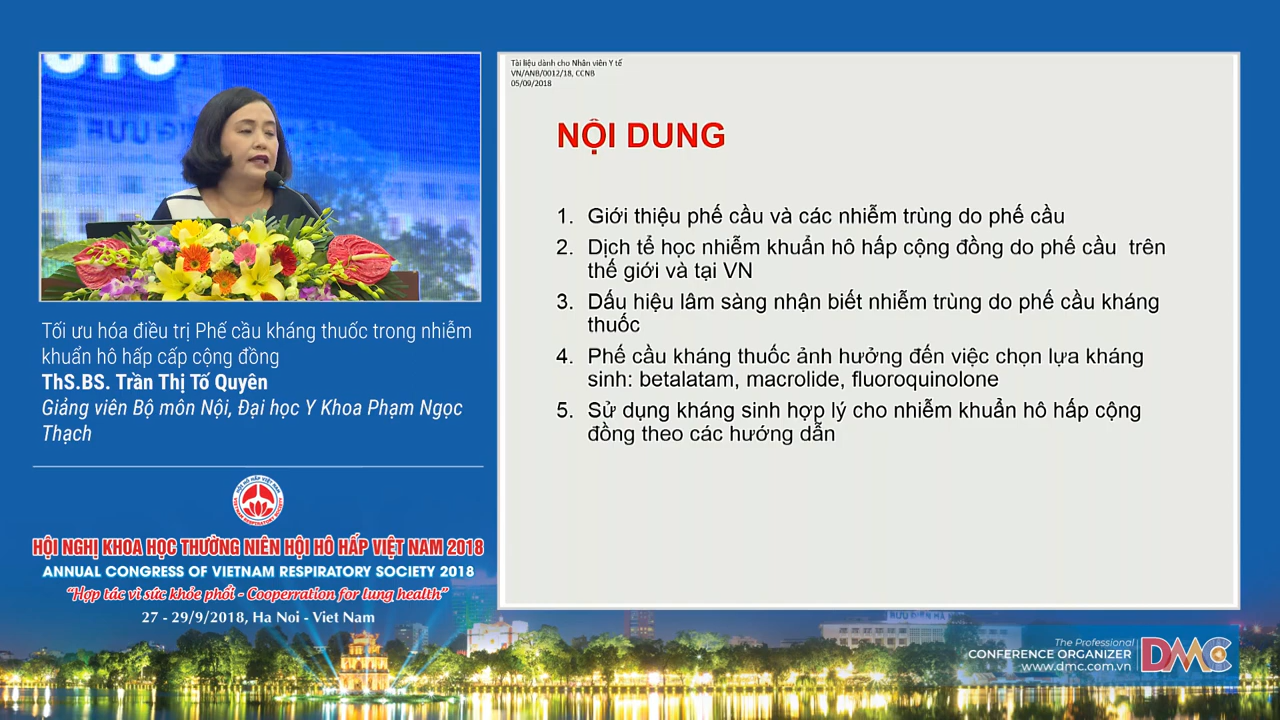 Tài liệu dành cho Nhân viên Y tế
VN/ANB/0012/18, CCNB
05/09/2018
NỘI DUNG
1. Giới thiệu phế cầu và các nhiễm trùng do phế cầu
2. Dịch tể học nhiễm khuẩn hô hấp cộng đồng do phế cầu trên
thế giới và tại VN
3. Dấu hiệu lâm sàng nhận biết nhiễm trùng do phế cầu kháng
thuốc
4. Phế cầu kháng thuốc ảnh hưởng đến việc chọn lựa kháng
sinh: betalatam, macrolide, fluoroquinolone
5. Sử dụng kháng sinh hợp lý cho nhiễm khuẩn hô hấp cộng
đồng theo các hướng dẫn
Tối ưu hóa điều trị Phế cầu kháng thuốc trong nhiễm
khuẩn hô hấp cấp cộng đồng
ThS.BS. Trần Thị Tố Quyên
Giảng viên Bộ môn Nội, Đại học Y Khoa Phạm Ngọc
Thạch
HỘI HÔ HẤP VIỆT NAM
VIETNAM RESPIRATORY SOCIETY
HỘI NGHỊ KHOA HỌC THƯỜNG NIÊN HỘI HÔ HẤP VIỆT NAM 2018
ANNUAL CONGRESS OF VIETNAM RESPIRATORY SOCIETY 2018
"Hợp tác vì sức khỏe phổi - Cooperration for lung health"
27 - 29/9/2018, Ha Noi - Viet Nam
The Professional
CONFERENCE ORGANIZER
www.dmc.com.vn
DMC